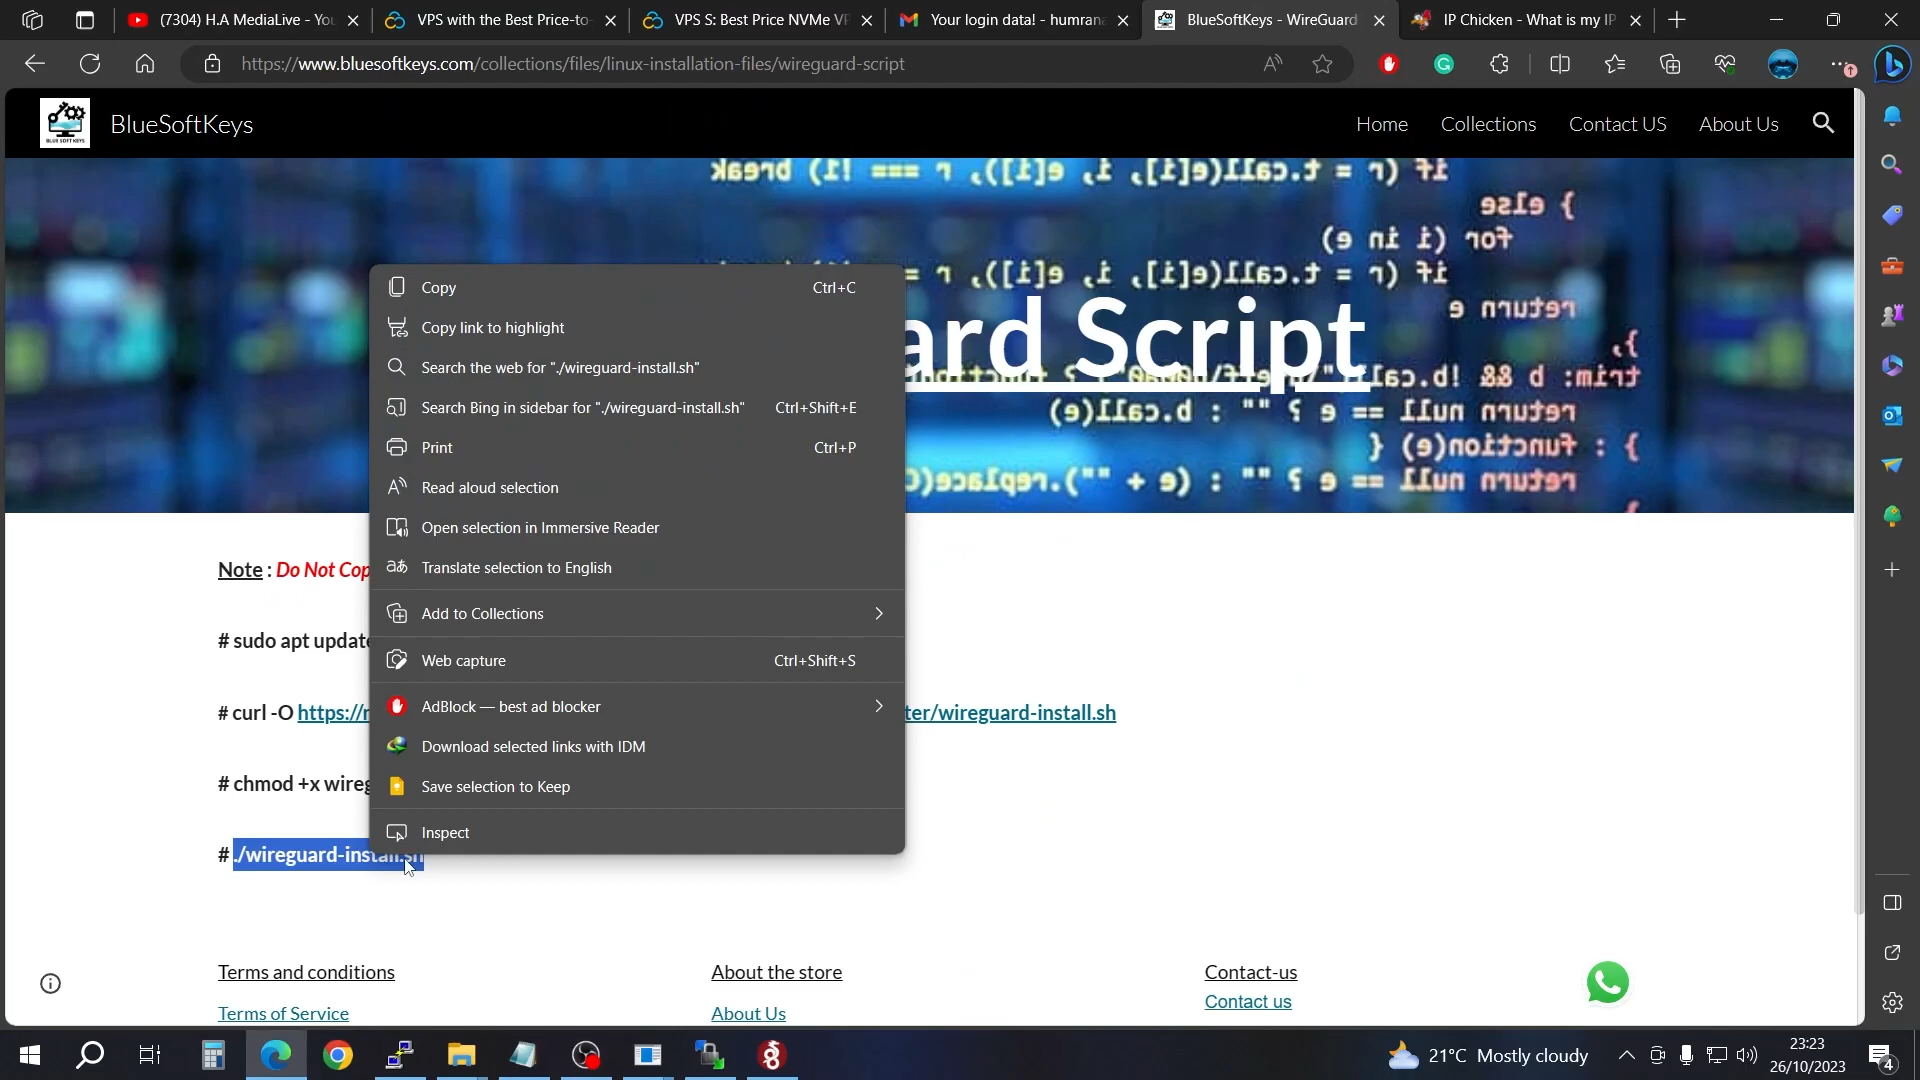 (7304) H.A MediaLive - You
VPS with the Best Price-to-
VPS S: Best Price NVMe VP
Your login data! - humrana
BlueSoftKeys - WireGuard
IP Chicken - What is my IP
https://www.bluesoftkeys.com/collections/files/linux-installation-files/wireguard-script
BLUE SOFT KEYS
BlueSoftKeys
Home
Collections
Contact US
About Us
ard Script
Copy Ctrl+C
Copy link to highlight
Search the web for "./wireguard-install.sh"
Search Bing in sidebar for "./wireguard-install.sh" Ctrl+Shift+E
Print Ctrl+P
Read aloud selection
Open selection in Immersive Reader
Translate selection to English
Add to Collections
Web capture Ctrl+Shift+S
AdBlock — best ad blocker
Download selected links with IDM
Save selection to Keep
Inspect
Note : Do Not Cop
# sudo apt update
# curl -O https://r ter/wireguard-install.sh
# chmod +x wireg
# ./wireguard-install.sh
Terms and conditions
Terms of Service
About the store
About Us
Contact-us
Contact us
21°C Mostly cloudy
23:23
26/10/2023
4